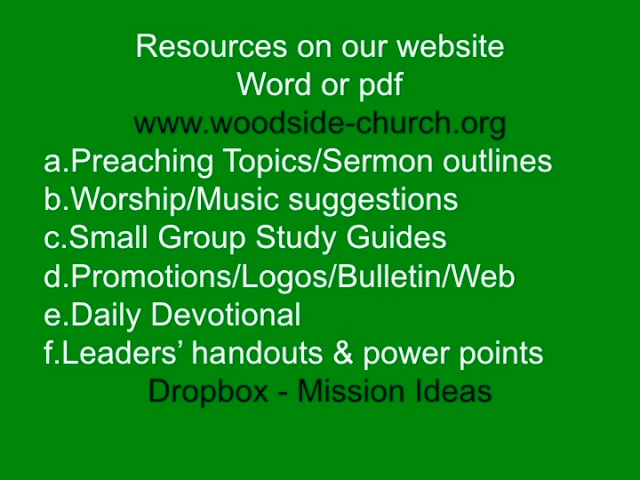 Resources on our website
Word or pdf
www.woodside-church.org
a.Preaching Topics/Sermon outlines
b.Worship/Music suggestions
c.Small Group Study Guides
d.Promotions/Logos/Bulletin/Web
e.Daily Devotional
f.Leaders’ handouts & power points
Dropbox - Mission Ideas